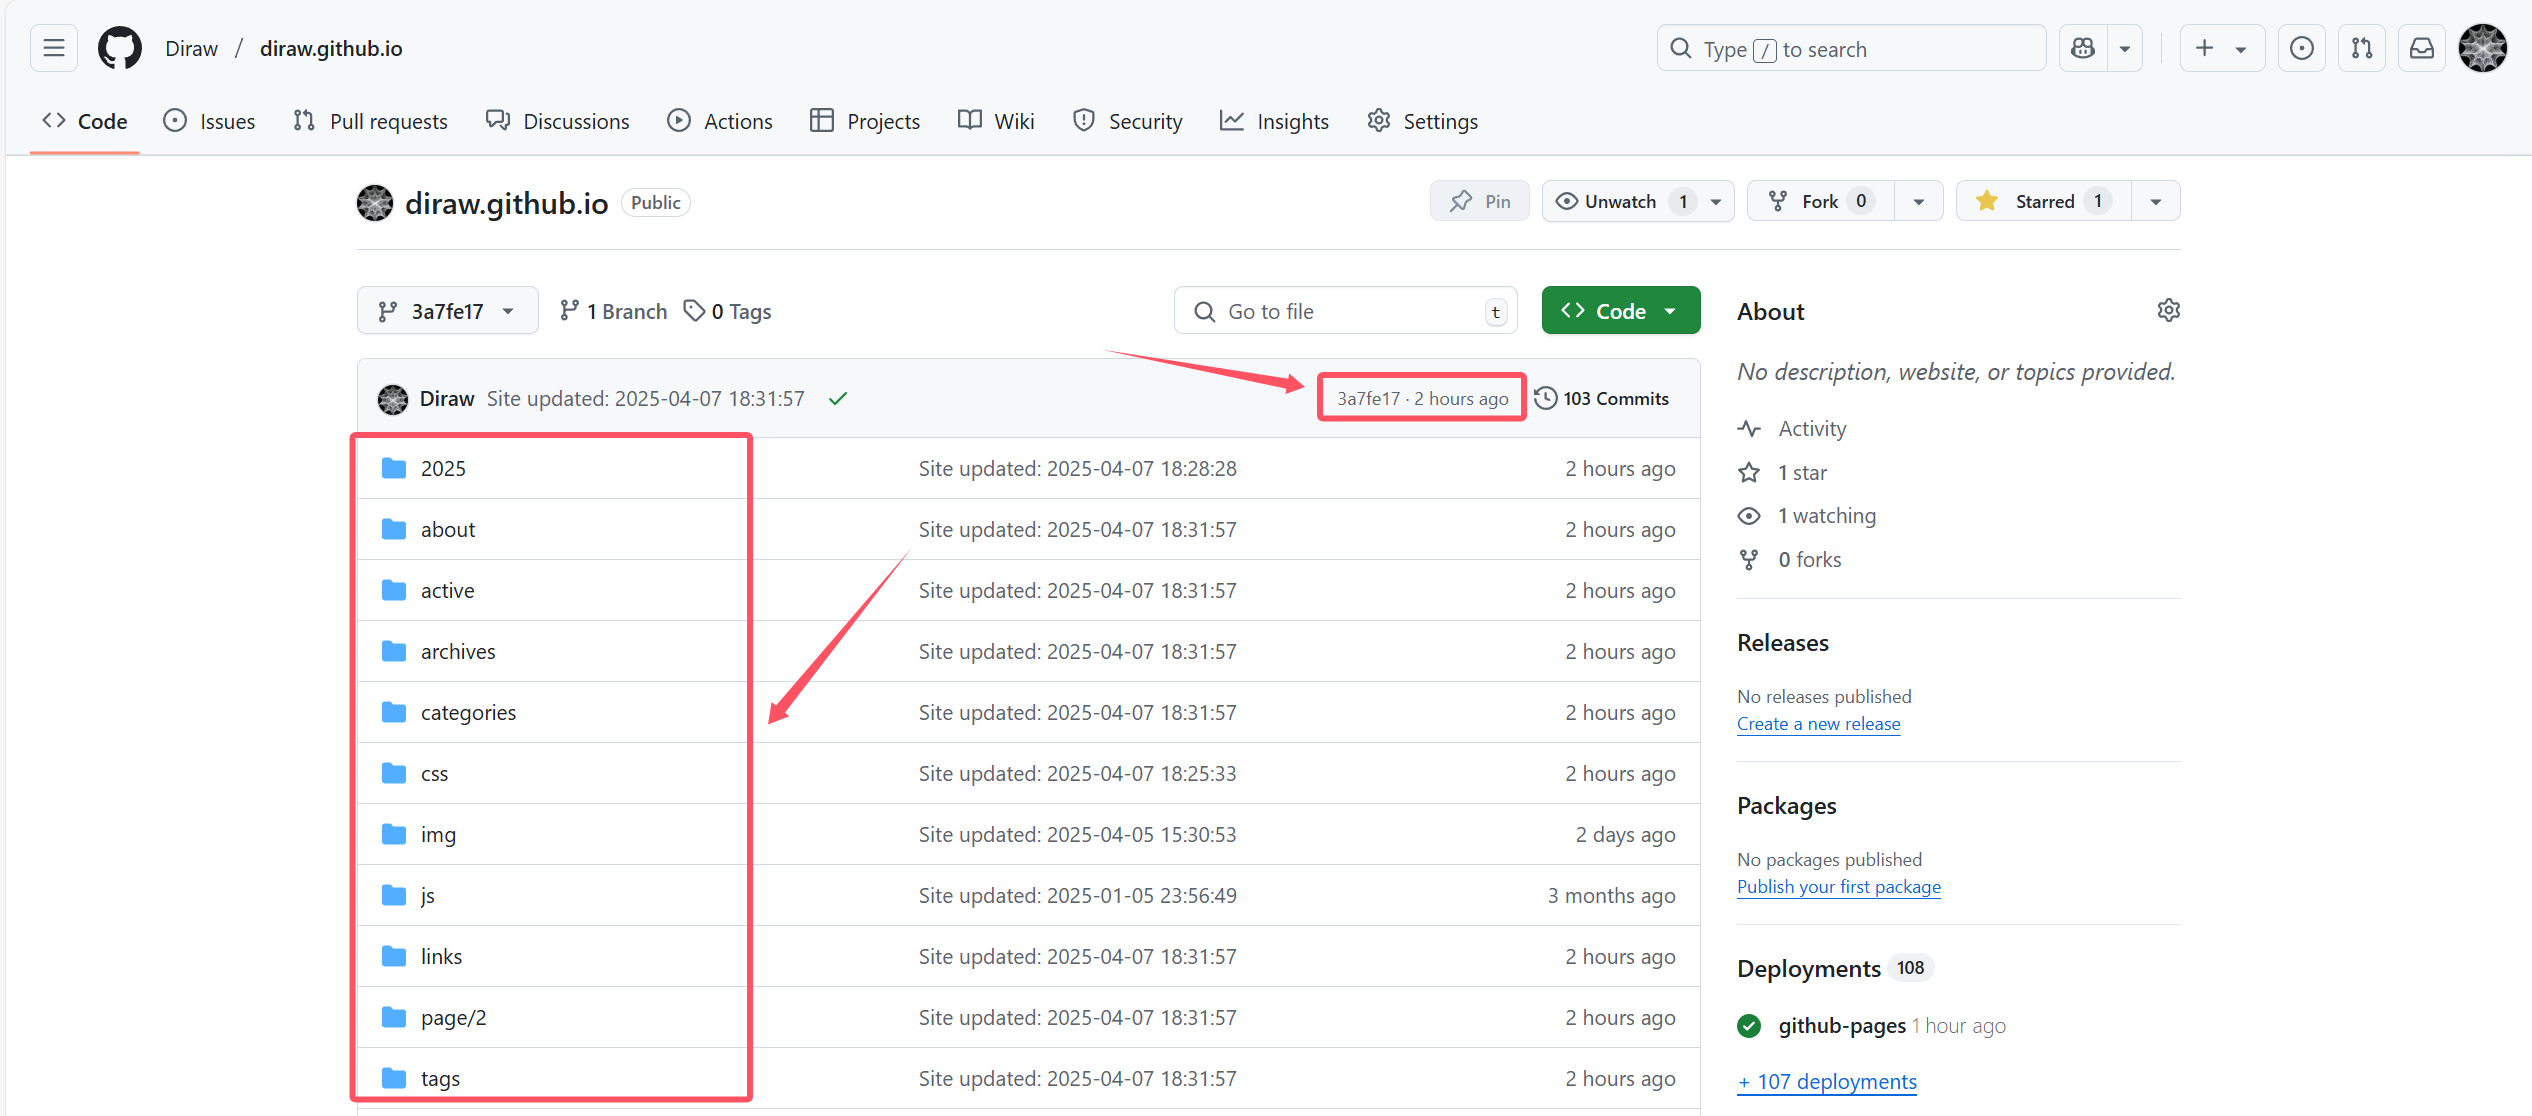 Diraw / diraw.github.io
Type / to search
Code Issues Pull requests Discussions Actions Projects Wiki Security Insights Settings
diraw.github.io Public
Pin Unwatch 1 Fork 0 Starred 1
3a7fe17 1 Branch 0 Tags
Go to file t
Code
Diraw Site updated: 2025-04-07 18:31:57 3a7fe17 · 2 hours ago 103 Commits
2025 Site updated: 2025-04-07 18:28:28 2 hours ago
about Site updated: 2025-04-07 18:31:57 2 hours ago
active Site updated: 2025-04-07 18:31:57 2 hours ago
archives Site updated: 2025-04-07 18:31:57 2 hours ago
categories Site updated: 2025-04-07 18:31:57 2 hours ago
css Site updated: 2025-04-07 18:25:33 2 hours ago
img Site updated: 2025-04-05 15:30:53 2 days ago
js Site updated: 2025-01-05 23:56:49 3 months ago
links Site updated: 2025-04-07 18:31:57 2 hours ago
page/2 Site updated: 2025-04-07 18:31:57 2 hours ago
tags Site updated: 2025-04-07 18:31:57 2 hours ago
About
No description, website, or topics provided.
Activity
1 star
1 watching
0 forks
Releases
No releases published
Create a new release
Packages
No packages published
Publish your first package
Deployments 108
github-pages 1 hour ago
+ 107 deployments